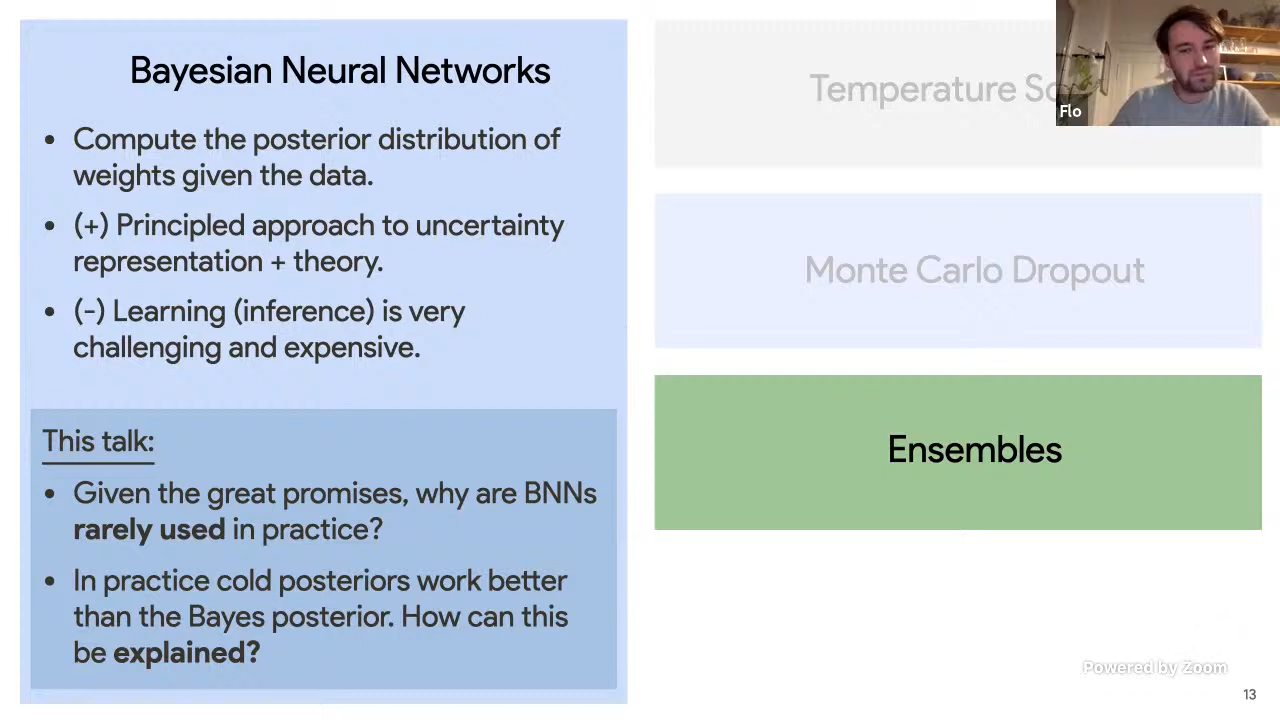 Bayesian Neural Networks
• Compute the posterior distribution of
weights given the data.
• (+) Principled approach to uncertainty
representation + theory.
• (-) Learning (inference) is very
challenging and expensive.
This talk:
• Given the great promises, why are BNNs
rarely used in practice?
• In practice cold posteriors work better
than the Bayes posterior. How can this
be explained?
Temperature
Monte Carlo Dropout
Ensembles
Flo
Powered by Zoom
13